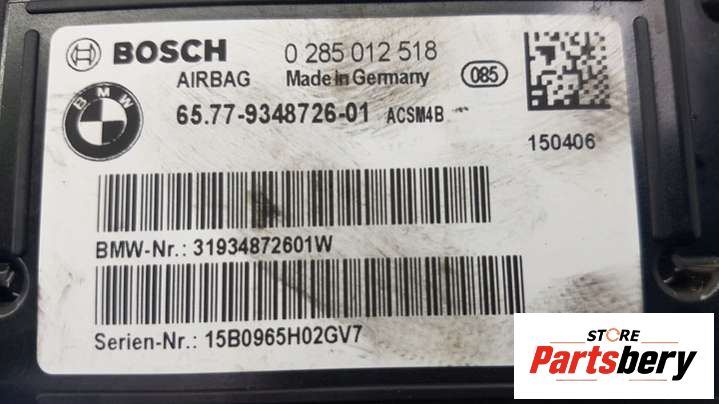 BOSCH 0 285 012 518
AIRBAG Made in Germany 085
BMW
65.77-9348726-01 ACSM4B
150406
BMW-Nr.: 31934872601W
Serien-Nr.: 15B0965H02GV7
STORE
Partsbery